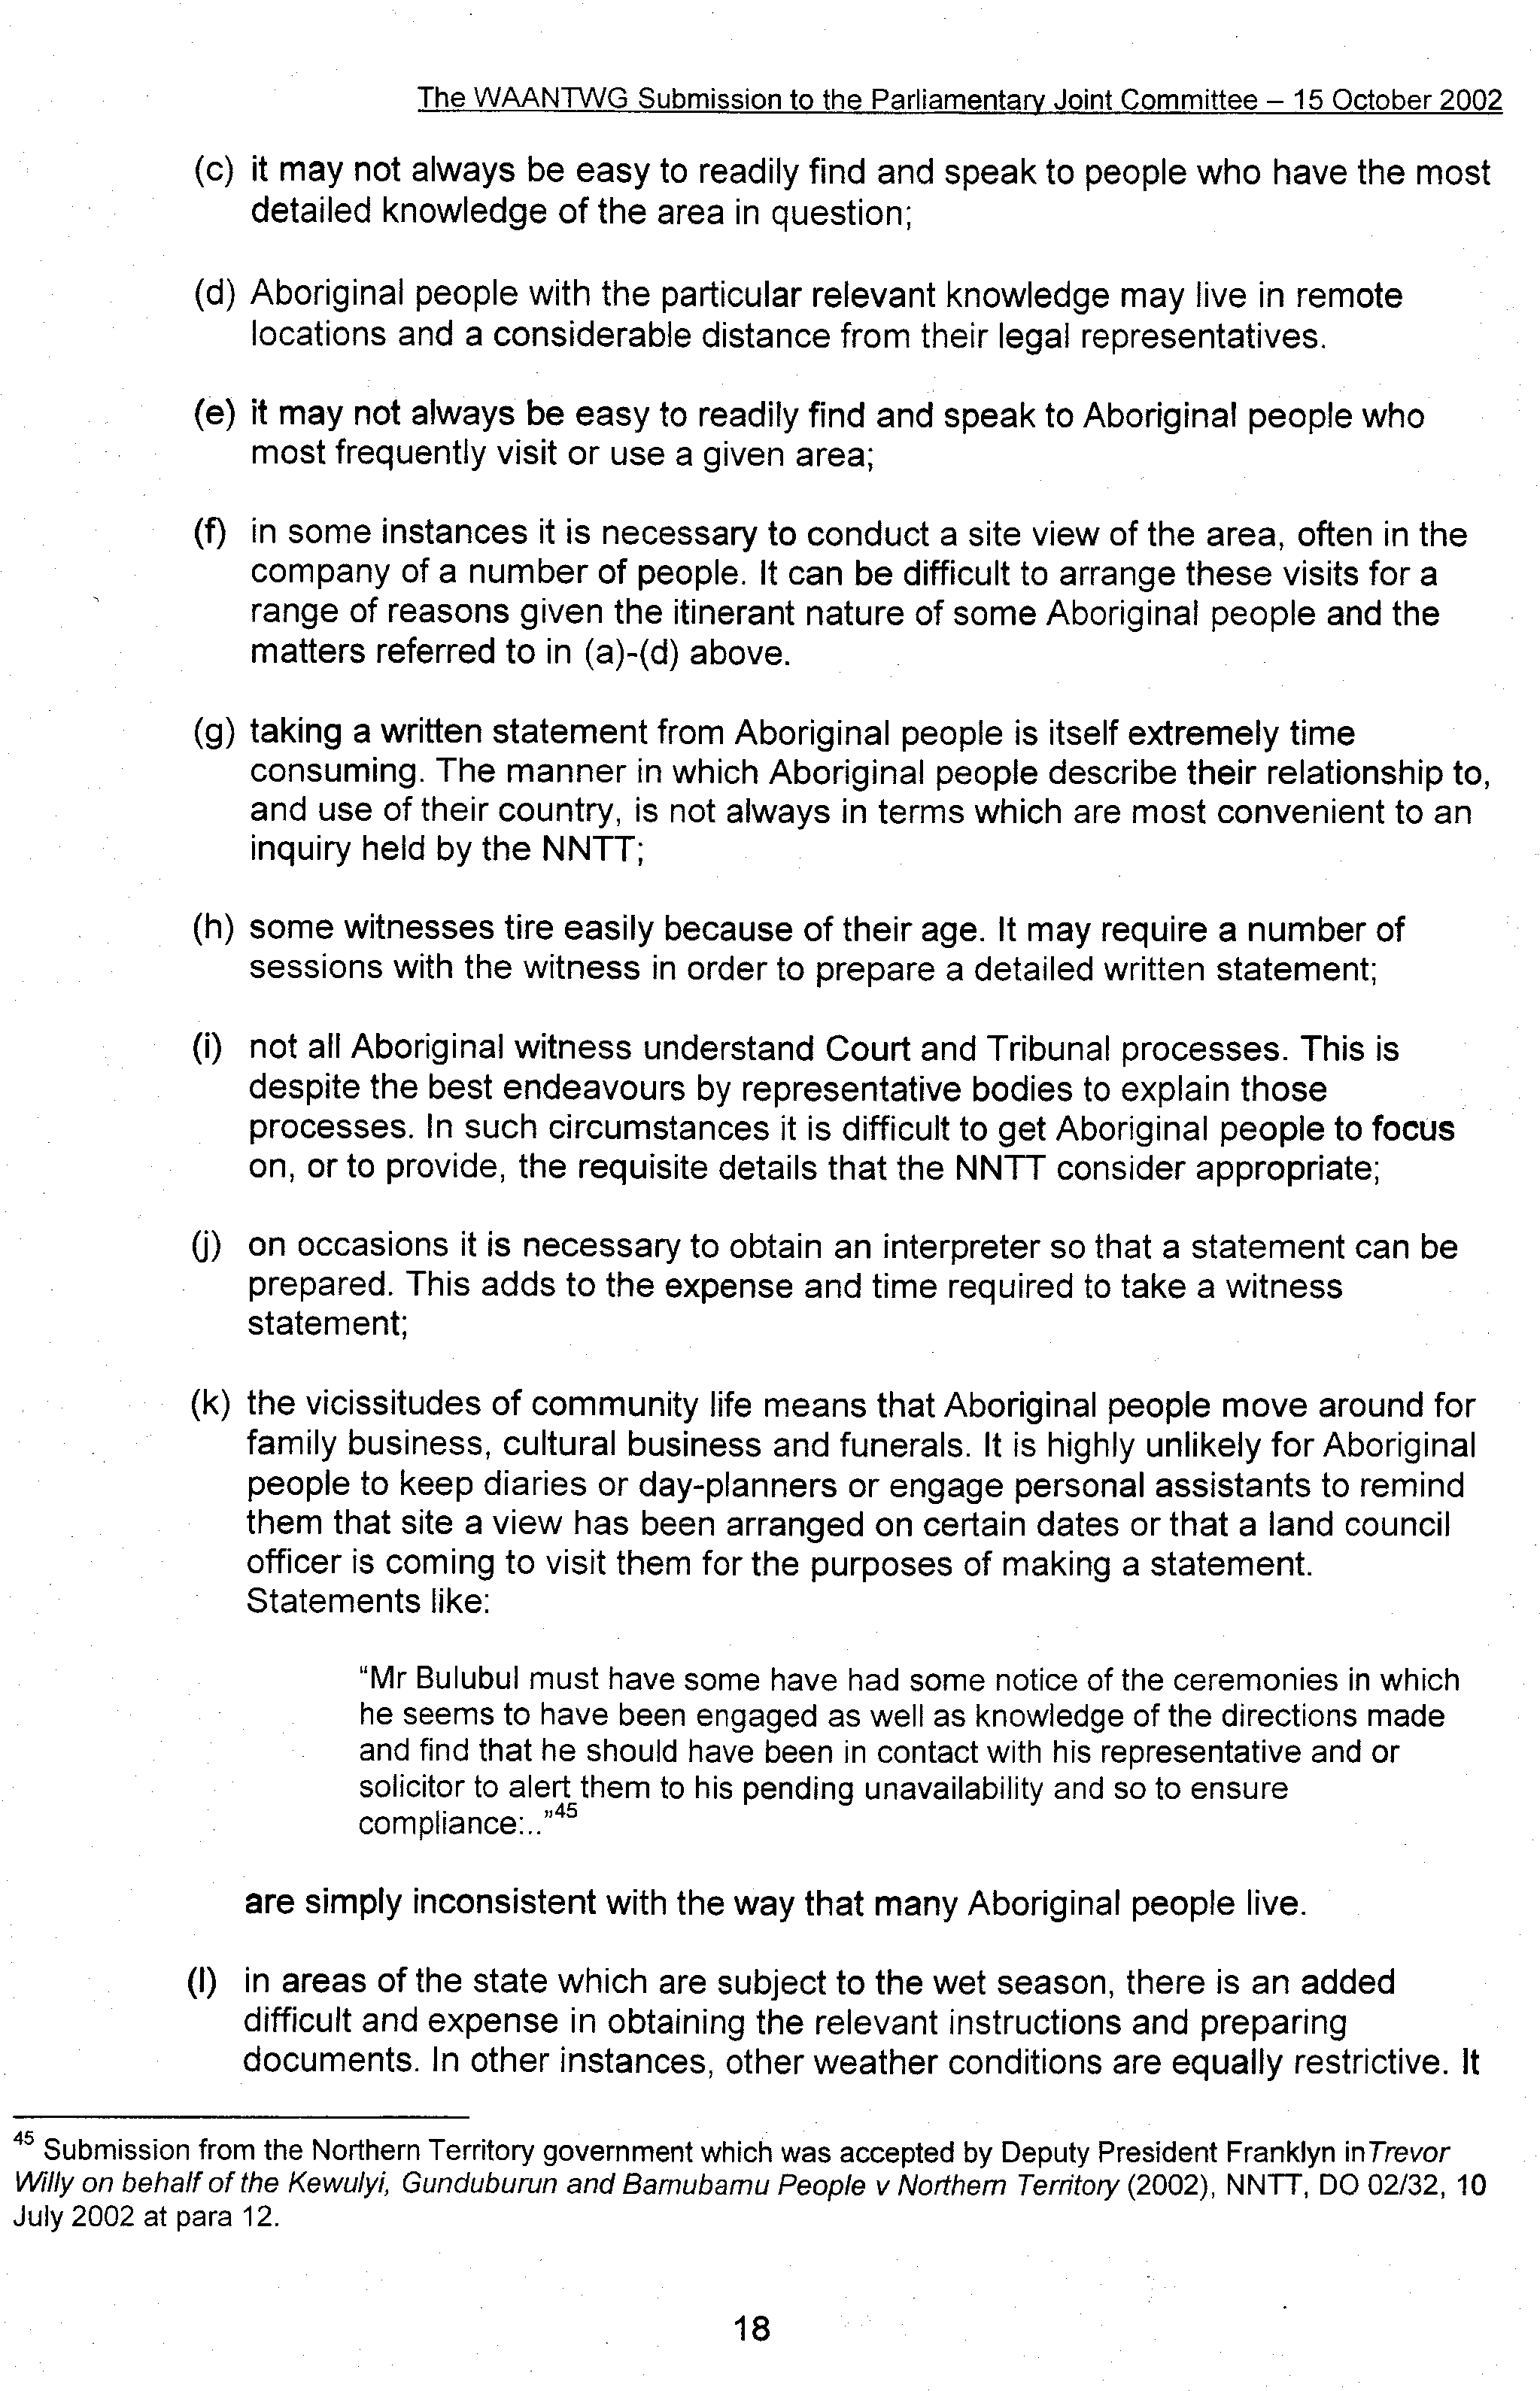 The WAANTWG Submission to the Parliamentary Joint Committee – 15 October 2002
(c) it may not always be easy to readily find and speak to people who have the most
detailed knowledge of the area in question;
(d) Aboriginal people with the particular relevant knowledge may live in remote
locations and a considerable distance from their legal representatives.
(e) it may not always be easy to readily find and speak to Aboriginal people who
most frequently visit or use a given area;
(f) in some instances it is necessary to conduct a site view of the area, often in the
company of a number of people. It can be difficult to arrange these visits for a
range of reasons given the itinerant nature of some Aboriginal people and the
matters referred to in (a)-(d) above.
(g) taking a written statement from Aboriginal people is itself extremely time
consuming. The manner in which Aboriginal people describe their relationship to,
and use of their country, is not always in terms which are most convenient to an
inquiry held by the NNTT;
(h) some witnesses tire easily because of their age. It may require a number of
sessions with the witness in order to prepare a detailed written statement;
(i) not all Aboriginal witness understand Court and Tribunal processes. This is
despite the best endeavours by representative bodies to explain those
processes. In such circumstances it is difficult to get Aboriginal people to focus
on, or to provide, the requisite details that the NNTT consider appropriate;
(j) on occasions it is necessary to obtain an interpreter so that a statement can be
prepared. This adds to the expense and time required to take a witness
statement;
(k) the vicissitudes of community life means that Aboriginal people move around for
family business, cultural business and funerals. It is highly unlikely for Aboriginal
people to keep diaries or day-planners or engage personal assistants to remind
them that site a view has been arranged on certain dates or that a land council
officer is coming to visit them for the purposes of making a statement.
Statements like:
"Mr Bulubul must have some have had some notice of the ceremonies in which
he seems to have been engaged as well as knowledge of the directions made
and find that he should have been in contact with his representative and or
solicitor to alert them to his pending unavailability and so to ensure
compliance:.."45
are simply inconsistent with the way that many Aboriginal people live.
(l) in areas of the state which are subject to the wet season, there is an added
difficult and expense in obtaining the relevant instructions and preparing
documents. In other instances, other weather conditions are equally restrictive. It
45 Submission from the Northern Territory government which was accepted by Deputy President Franklyn inTrevor
Willy on behalf of the Kewulyi, Gunduburun and Barnubarnu People v Northern Territory (2002), NNTT, DO 02/32, 10
July 2002 at para 12.
18